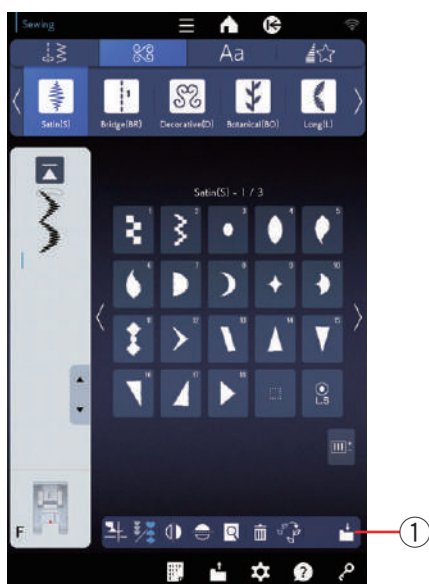 Sewing
Aa
Satin(S) Bridge(BR) Decorative(D) Botanical(BO) Long(L)
Satin(S) - 1 / 3
1 2 3 4 5
6 7 8 9 10
11 12 13 14 15
16 17 18 L-S
F
1
?